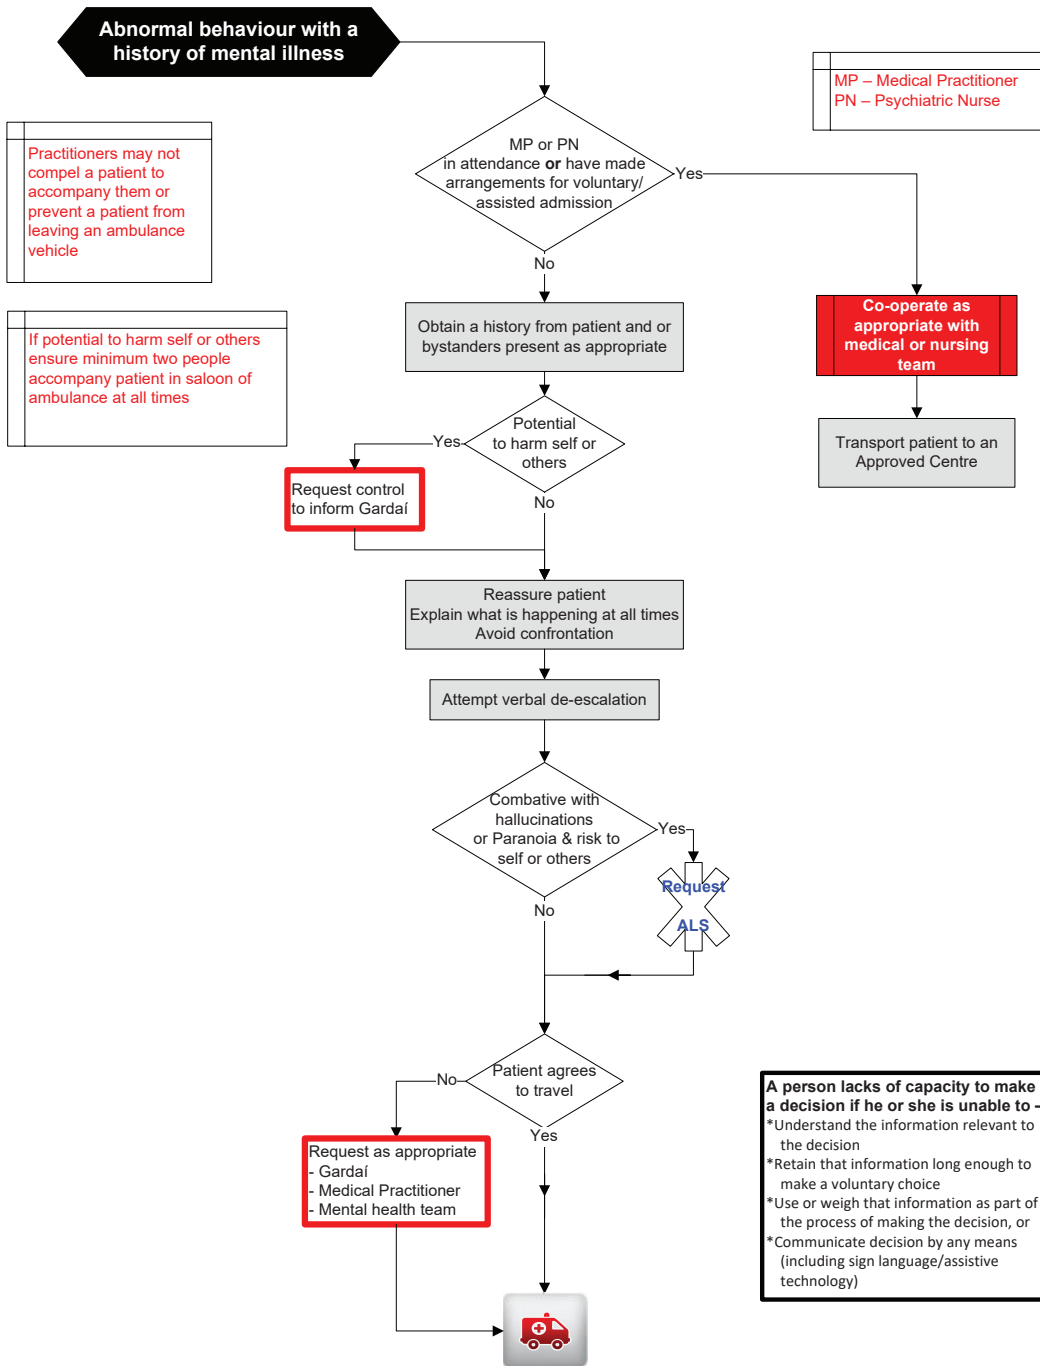 Abnormal behaviour with a
history of mental illness
MP – Medical Practitioner
PN – Psychiatric Nurse
Practitioners may not
compel a patient to
accompany them or
prevent a patient from
leaving an ambulance
vehicle
MP or PN
in attendance or have made
arrangements for voluntary/
assisted admission
Yes
No
If potential to harm self or others
ensure minimum two people
accompany patient in saloon of
ambulance at all times
Obtain a history from patient and or
bystanders present as appropriate
Co-operate as
appropriate with
medical or nursing
team
Transport patient to an
Approved Centre
Potential
to harm self or
others
Yes
No
Request control
to inform Gardaí
Reassure patient
Explain what is happening at all times
Avoid confrontation
Attempt verbal de-escalation
Combative with
hallucinations
or Paranoia & risk to
self or others
Yes
No
Request
ALS
Patient agrees
to travel
No
Yes
Request as appropriate
- Gardaí
- Medical Practitioner
- Mental health team
A person lacks of capacity to make
a decision if he or she is unable to -
*Understand the information relevant to
the decision
*Retain that information long enough to
make a voluntary choice
*Use or weigh that information as part of
the process of making the decision, or
*Communicate decision by any means
(including sign language/assistive
technology)